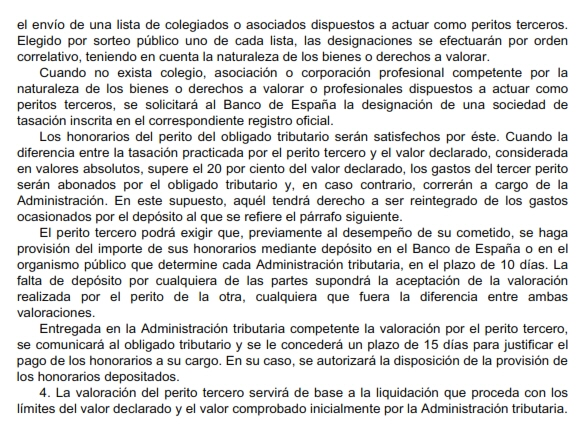 el envío de una lista de colegiados o asociados dispuestos a actuar como peritos terceros.
Elegido por sorteo público uno de cada lista, las designaciones se efectuarán por orden
correlativo, teniendo en cuenta la naturaleza de los bienes o derechos a valorar.
Cuando no exista colegio, asociación o corporación profesional competente por la
naturaleza de los bienes o derechos a valorar o profesionales dispuestos a actuar como
peritos terceros, se solicitará al Banco de España la designación de una sociedad de
tasación inscrita en el correspondiente registro oficial.
Los honorarios del perito del obligado tributario serán satisfechos por éste. Cuando la
diferencia entre la tasación practicada por el perito tercero y el valor declarado, considerada
en valores absolutos, supere el 20 por ciento del valor declarado, los gastos del tercer perito
serán abonados por el obligado tributario y, en caso contrario, correrán a cargo de la
Administración. En este supuesto, aquél tendrá derecho a ser reintegrado de los gastos
ocasionados por el depósito al que se refiere el párrafo siguiente.
El perito tercero podrá exigir que, previamente al desempeño de su cometido, se haga
provisión del importe de sus honorarios mediante depósito en el Banco de España o en el
organismo público que determine cada Administración tributaria, en el plazo de 10 días. La
falta de depósito por cualquiera de las partes supondrá la aceptación de la valoración
realizada por el perito de la otra, cualquiera que fuera la diferencia entre ambas
valoraciones.
Entregada en la Administración tributaria competente la valoración por el perito tercero,
se comunicará al obligado tributario y se le concederá un plazo de 15 días para justificar el
pago de los honorarios a su cargo. En su caso, se autorizará la disposición de la provisión de
los honorarios depositados.
4. La valoración del perito tercero servirá de base a la liquidación que proceda con los
límites del valor declarado y el valor comprobado inicialmente por la Administración tributaria.